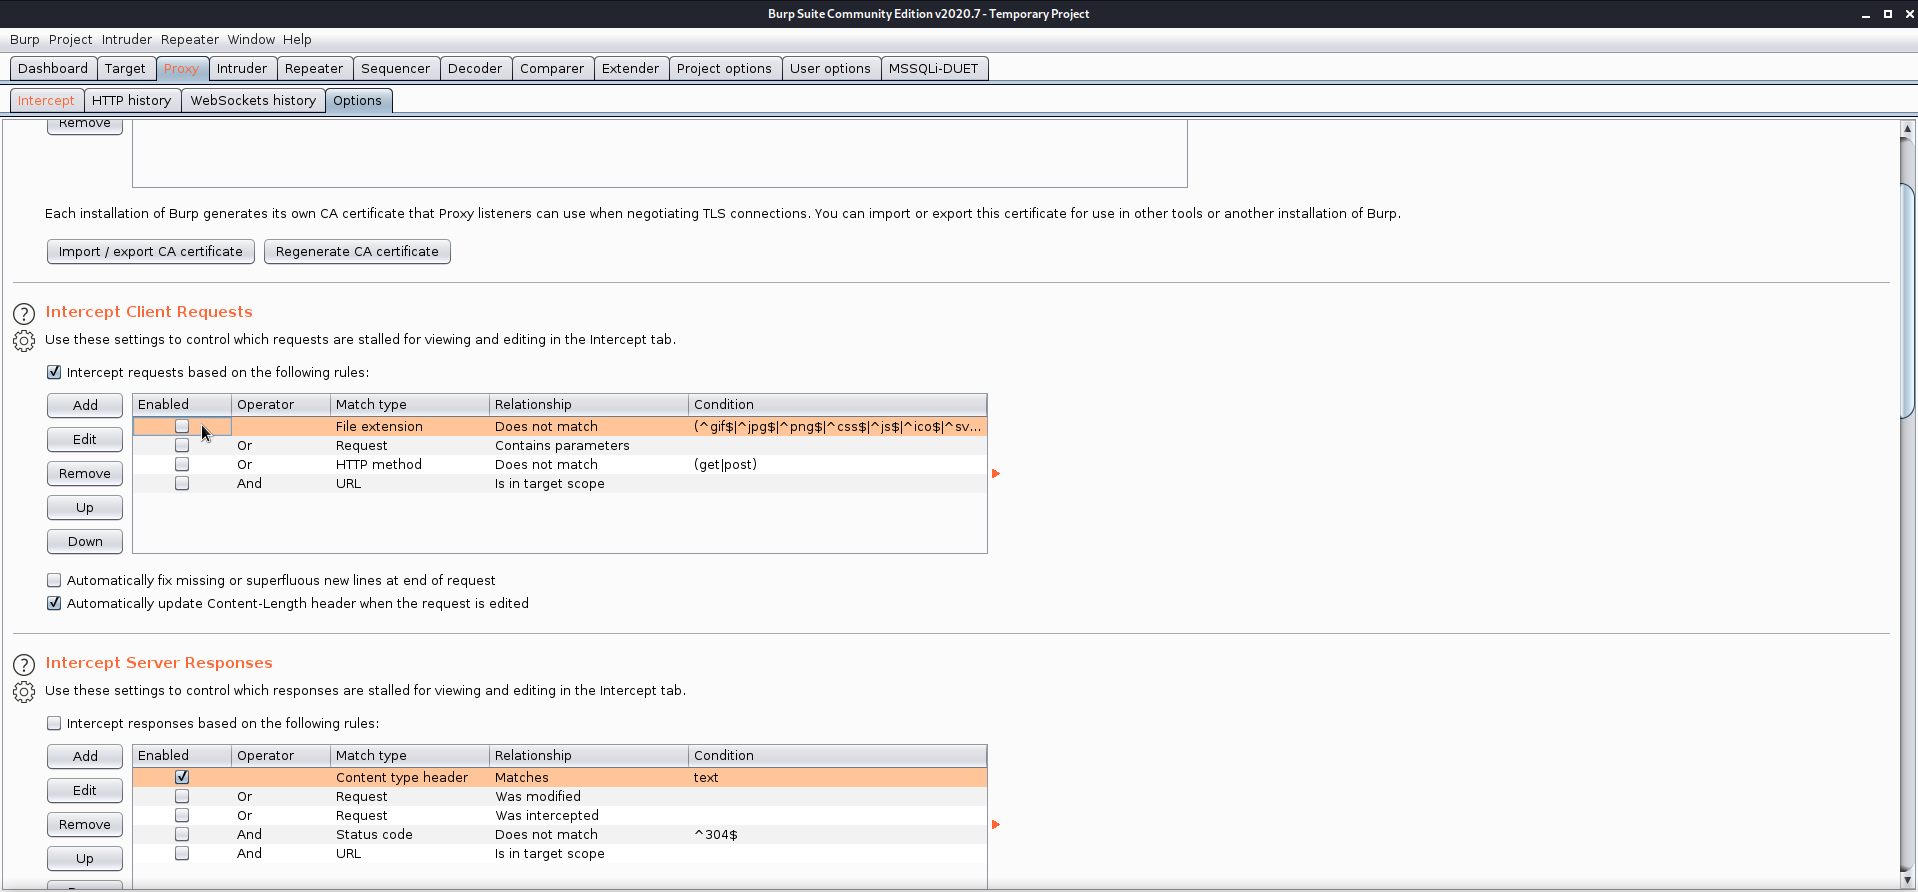 Burp Suite Community Edition v2020.7 - Temporary Project
Burp Project Intruder Repeater Window Help
Dashboard Target Proxy Intruder Repeater Sequencer Decoder Comparer Extender Project options User options MSSQLi-DUET
Intercept HTTP history WebSockets history Options
Remove
Each installation of Burp generates its own CA certificate that Proxy listeners can use when negotiating TLS connections. You can import or export this certificate for use in other tools or another installation of Burp.
Import / export CA certificate Regenerate CA certificate
? Intercept Client Requests
Use these settings to control which requests are stalled for viewing and editing in the Intercept tab.
Intercept requests based on the following rules:
Add Enabled Operator Match type Relationship Condition
File extension Does not match (^gif$|^jpg$|^png$|^css$|^js$|^ico$|^sv...
Edit Or Request Contains parameters
Or HTTP method Does not match (get|post)
Remove And URL Is in target scope
Up
Down
Automatically fix missing or superfluous new lines at end of request
Automatically update Content-Length header when the request is edited
? Intercept Server Responses
Use these settings to control which responses are stalled for viewing and editing in the Intercept tab.
Intercept responses based on the following rules:
Add Enabled Operator Match type Relationship Condition
Content type header Matches text
Edit Or Request Was modified
Or Request Was intercepted
Remove And Status code Does not match ^304$
Up And URL Is in target scope